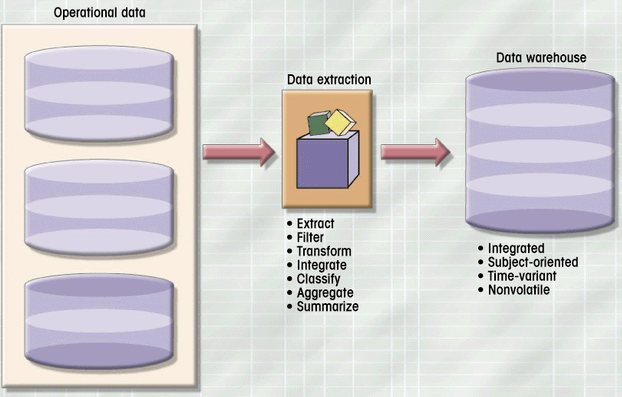 Operational data
Data extraction
• Extract
• Filter
• Transform
• Integrate
• Classify
• Aggregate
• Summarize
Data warehouse
• Integrated
• Subject-oriented
• Time-variant
• Nonvolatile